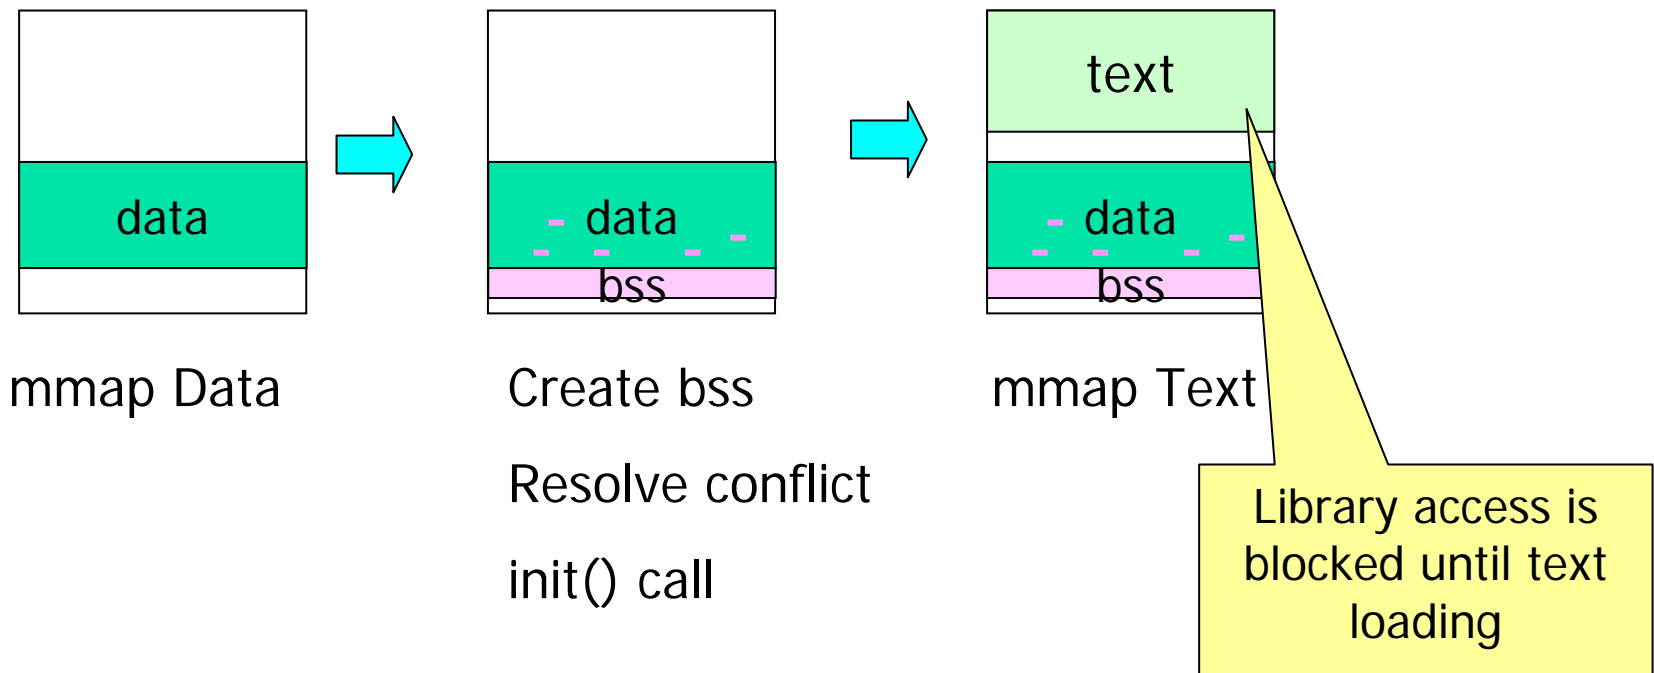 data
mmap Data
data
bss
Create bss
Resolve conflict
init() call
text
data
bss
mmap Text
Library access is
blocked until text
loading